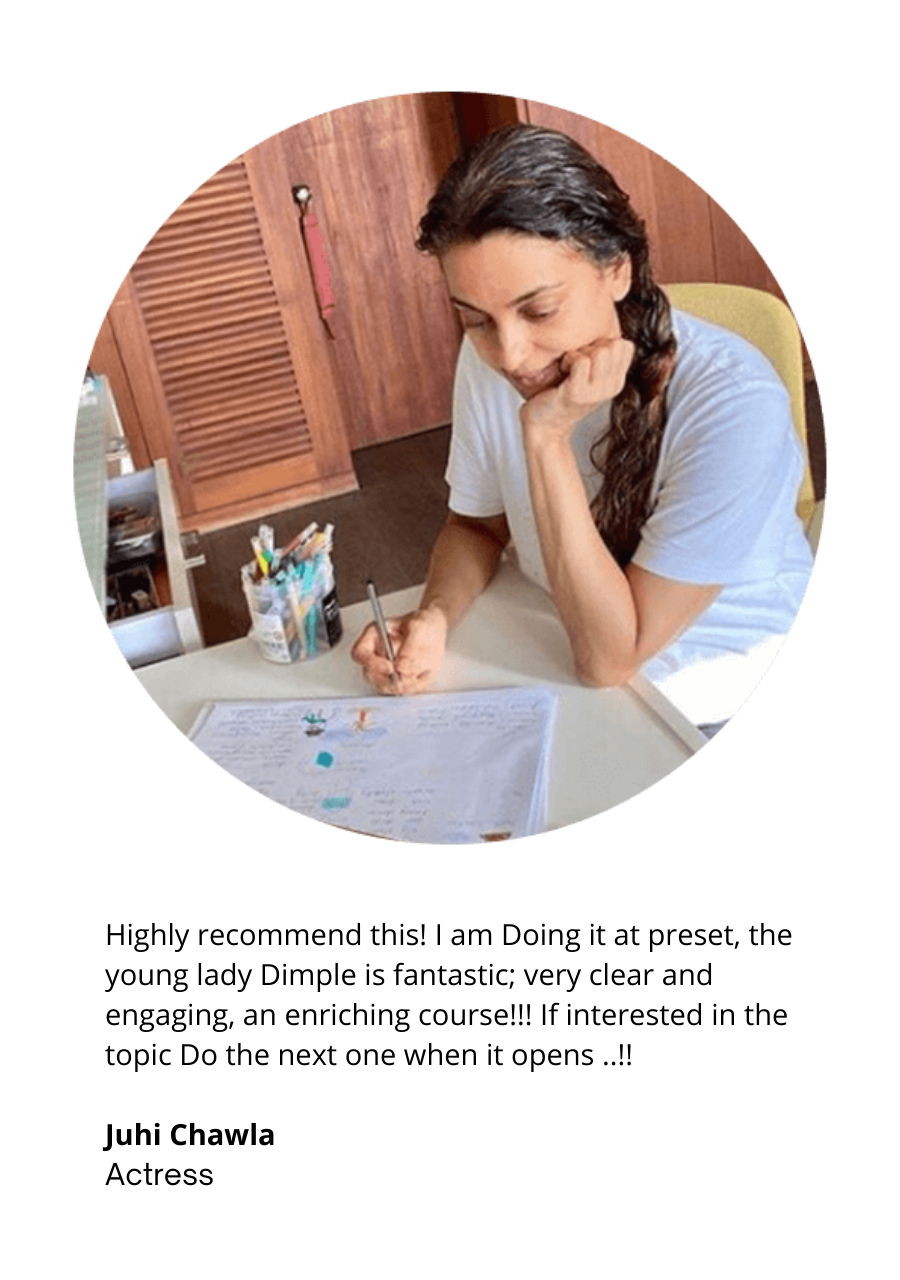 Highly recommend this! I am Doing it at preset, the
young lady Dimple is fantastic; very clear and
engaging, an enriching course!!! If interested in the
topic Do the next one when it opens ..!!
Juhi Chawla
Actress